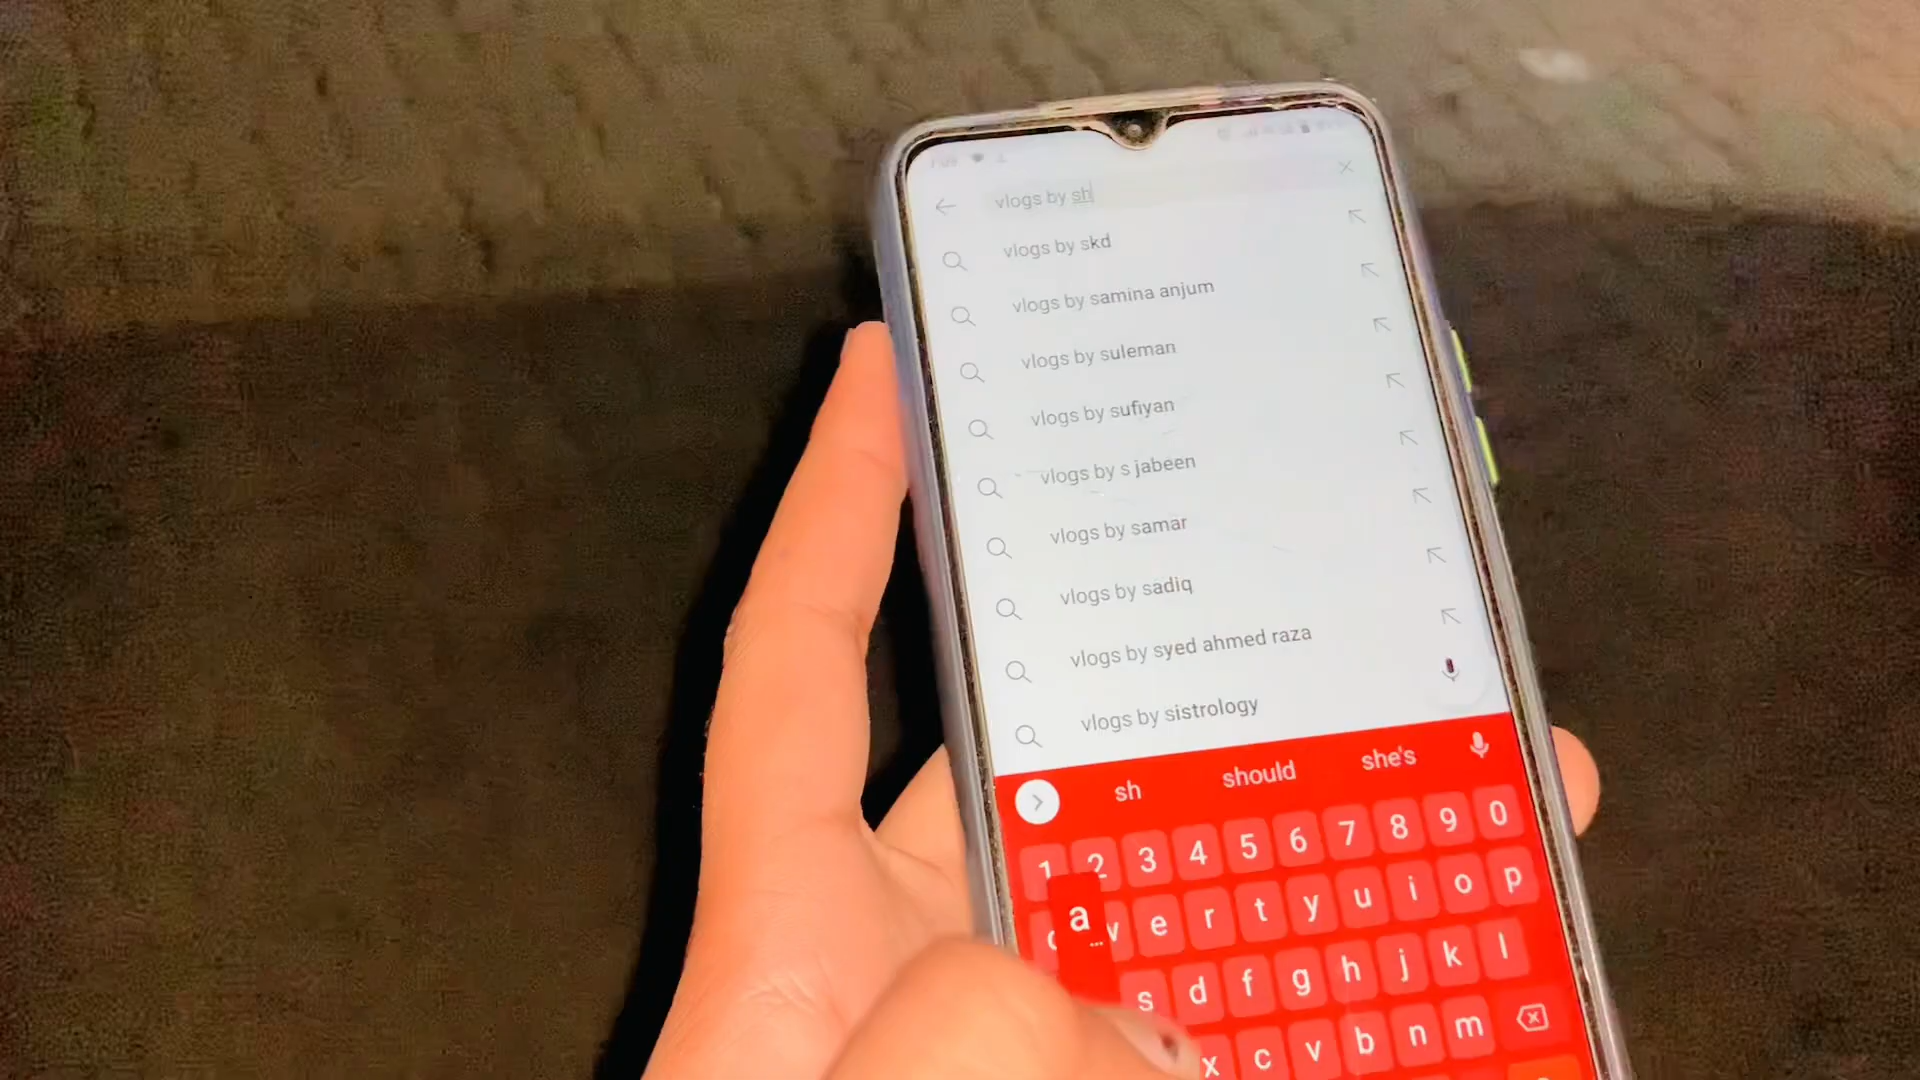 vlogs by sh
vlogs by skd
vlogs by samina anjum
vlogs by suleman
vlogs by sufiyan
vlogs by s jabeen
vlogs by samar
vlogs by sadiq
vlogs by syed ahmed raza
vlogs by sistrology
sh should she's
1 2 3 4 5 6 7 8 9 0
a e r t y u i o p
s d f g h j k l
x c v b n m